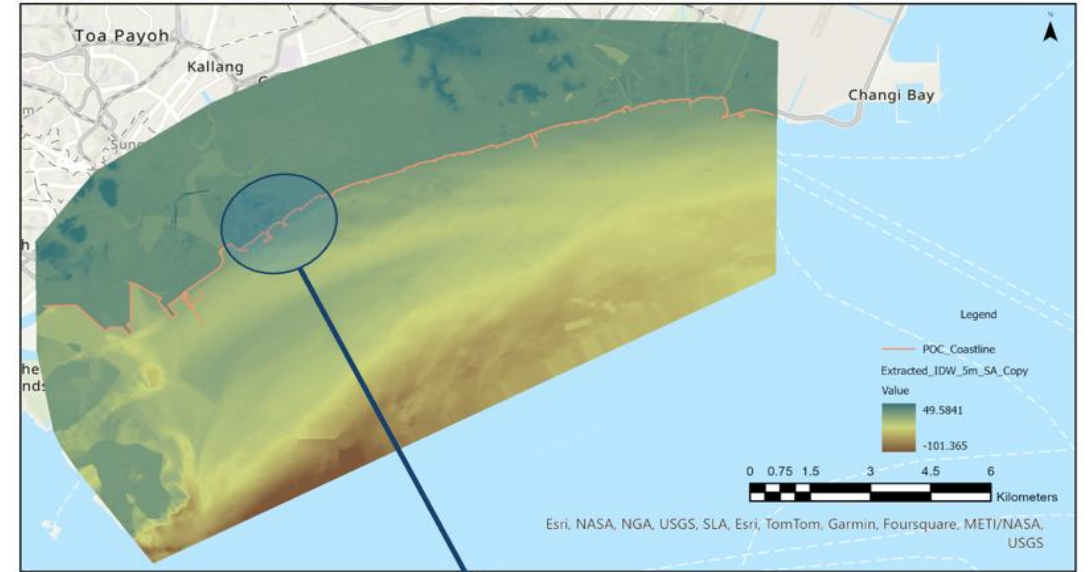 Toa Payoh
Kallang
Changi Bay
N
Legend
POC_Coastline
Extracted_IDW_5m_SA_Copy
Value
49.5841
-101.365
0 0.75 1.5 3 4.5 6
Kilometers
Esri, NASA, NGA, USGS, SLA, Esri, TomTom, Garmin, Foursquare, METI/NASA,
USGS